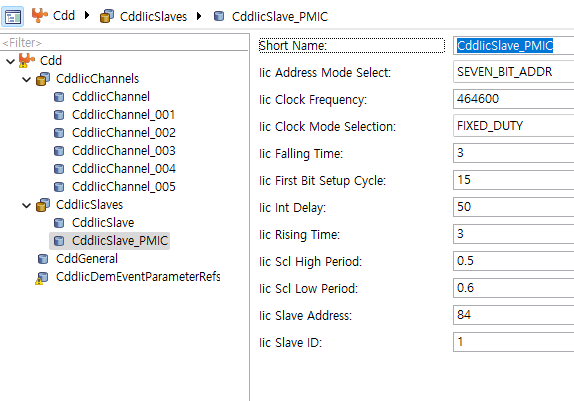 Cdd CddIicSlaves CddIicSlave_PMIC
<Filter>
Cdd
CddIicChannels
CddIicChannel
CddIicChannel_001
CddIicChannel_002
CddIicChannel_003
CddIicChannel_004
CddIicChannel_005
CddIicSlaves
CddIicSlave
CddIicSlave_PMIC
CddGeneral
CddIicDemEventParameterRefs
Short Name: CddIicSlave_PMIC
Iic Address Mode Select: SEVEN_BIT_ADDR
Iic Clock Frequency: 464600
Iic Clock Mode Selection: FIXED_DUTY
Iic Falling Time: 3
Iic First Bit Setup Cycle: 15
Iic Int Delay: 50
Iic Rising Time: 3
Iic Scl High Period: 0.5
Iic Scl Low Period: 0.6
Iic Slave Address: 84
Iic Slave ID: 1